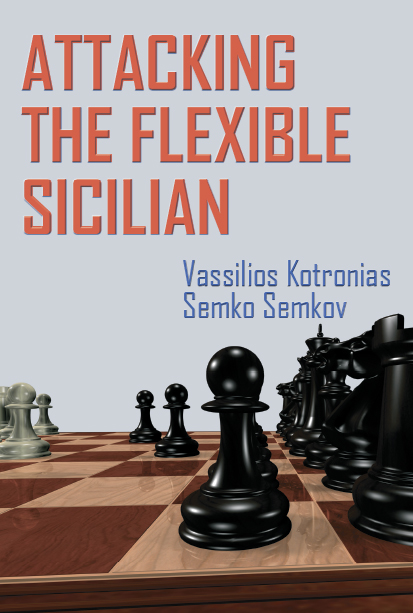 ATTACKING
THE FLEXIBLE
SICILIAN
Vassilios Kotronias
Semko Semkov